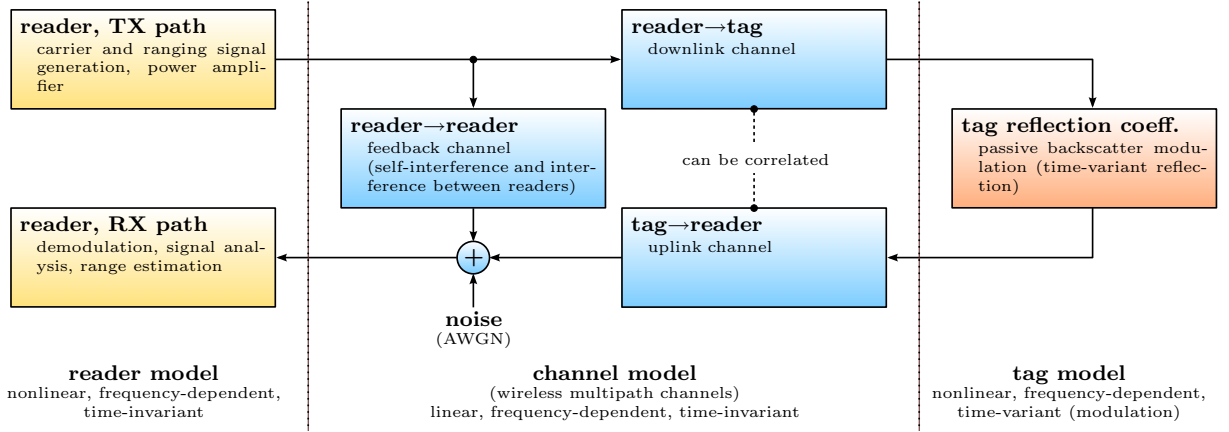 reader, TX path
carrier and ranging signal
generation, power ampli-
fier
reader→tag
downlink channel
reader→reader
feedback channel
(self-interference and inter-
ference between readers)
can be correlated
tag reflection coeff.
passive backscatter modu-
lation (time-variant reflec-
tion)
reader, RX path
demodulation, signal anal-
ysis, range estimation
+
tag→reader
uplink channel
noise
(AWGN)
reader model
nonlinear, frequency-dependent,
time-invariant
channel model
(wireless multipath channels)
linear, frequency-dependent, time-invariant
tag model
nonlinear, frequency-dependent,
time-variant (modulation)